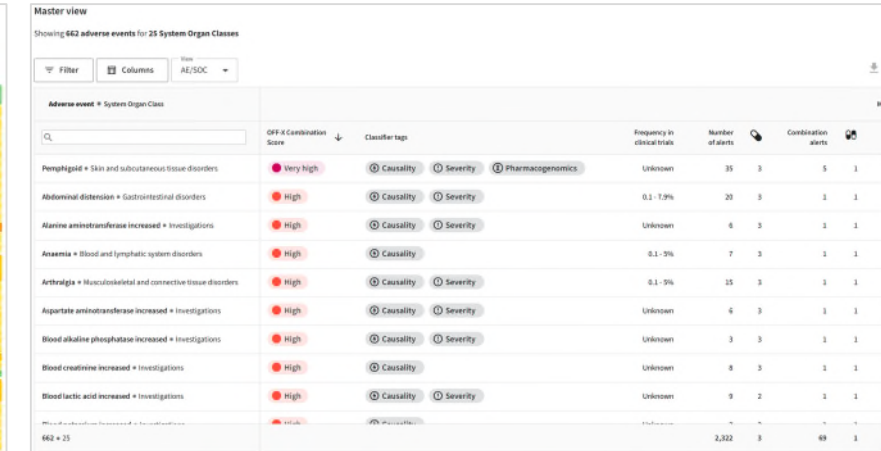 Master view
Showing 662 adverse events for 25 System Organ Classes
Filter Columns View AE/SOC
Adverse event • System Organ Class
OFF-X Combination Score Classifier tags Frequency in clinical trials Number of alerts Combination alerts
Pemphigoid • Skin and subcutaneous tissue disorders Very high Causality Severity Pharmacogenomics Unknown 35 3 5 1
Abdominal distension • Gastrointestinal disorders High Causality Severity 0.1 - 7.9% 20 3 1 1
Alanine aminotransferase increased • Investigations High Causality Severity Unknown 6 3 1 1
Anaemia • Blood and lymphatic system disorders High Causality 0.1 - 5% 7 3 1 1
Arthralgia • Musculoskeletal and connective tissue disorders High Causality Severity 0.1 - 5% 15 3 1 1
Aspartate aminotransferase increased • Investigations High Causality Severity Unknown 6 3 1 1
Blood alkaline phosphatase increased • Investigations High Causality Severity Unknown 3 3 1 1
Blood creatinine increased • Investigations High Causality Unknown 8 3 1 1
Blood lactic acid increased • Investigations High Causality Severity Unknown 9 2 1 1
662 • 25 2,322 3 69 1